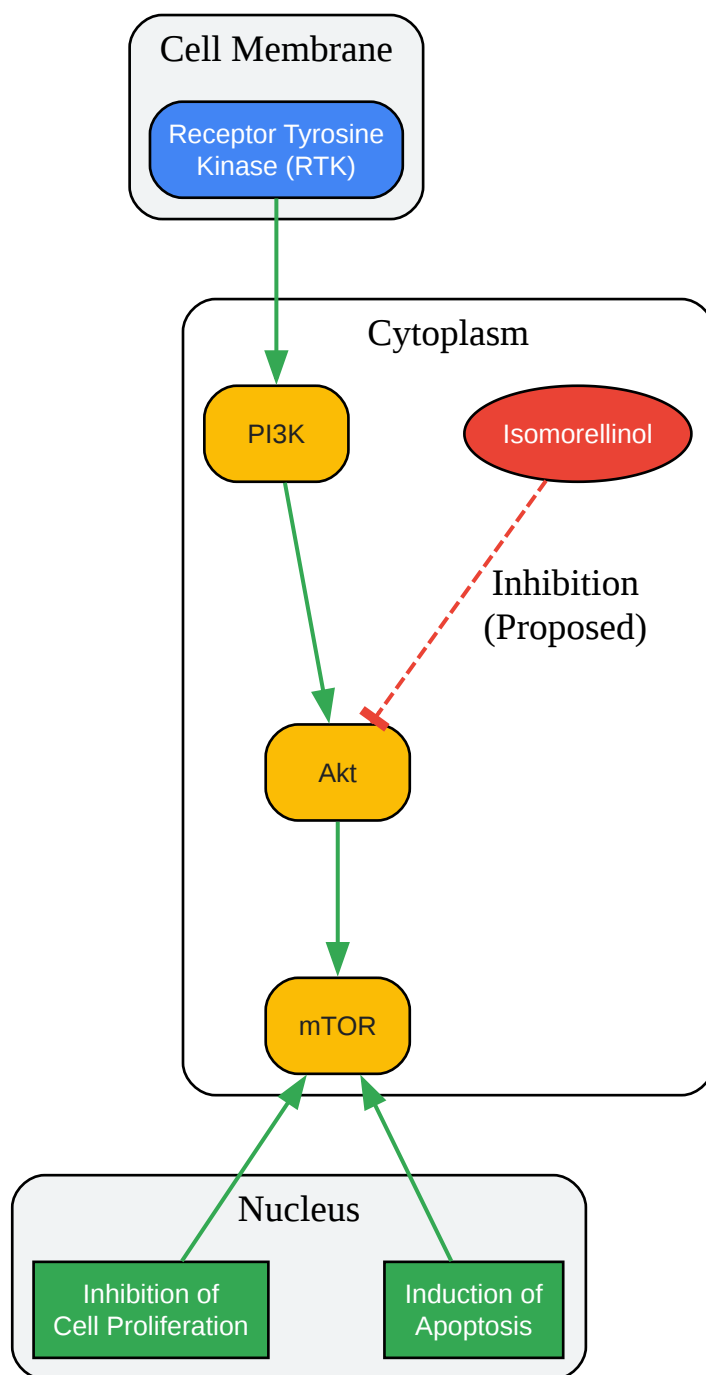 Cell Membrane
Receptor Tyrosine
Kinase (RTK)
Cytoplasm
PI3K
Isomorellinol
Inhibition
(Proposed)
Akt
mTOR
Nucleus
Inhibition of
Cell Proliferation
Induction of
Apoptosis